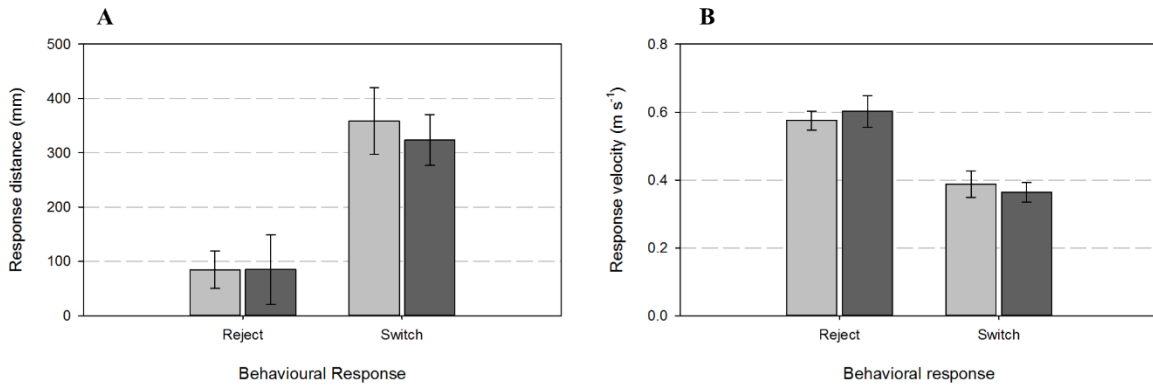 A
500
400
300
200
100
0
Response distance (mm)
Reject
Switch
Behavioural Response
B
0.8
0.6
0.4
0.2
0.0
Response velocity (m s⁻¹)
Reject
Switch
Behavioral response